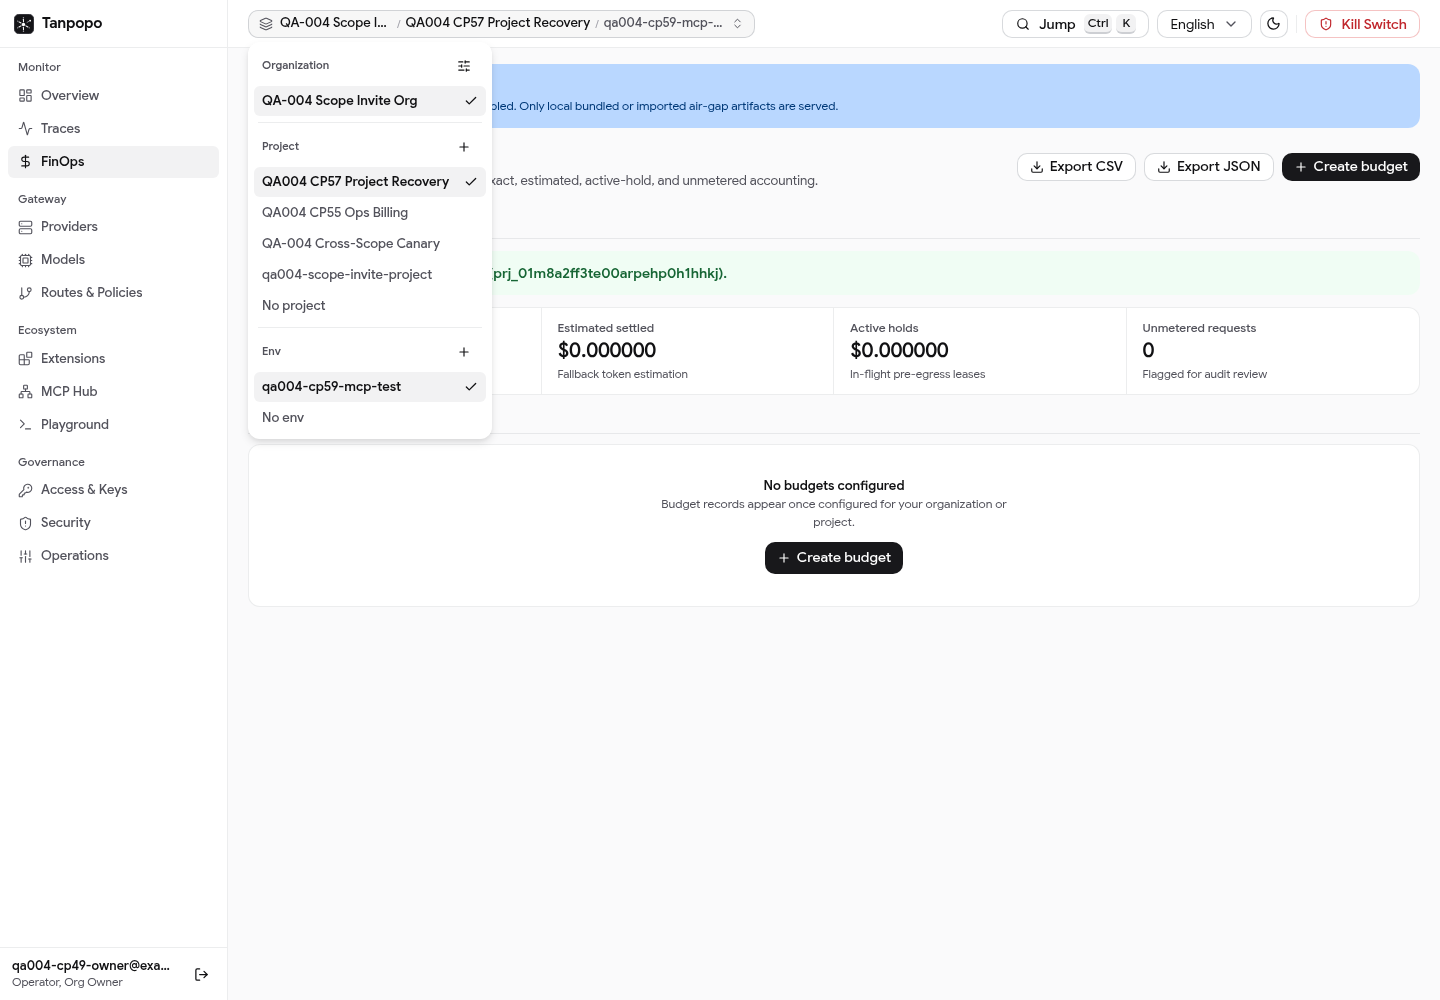 Tanpopo
QA-004 Scope I... / QA004 CP57 Project Recovery / qa004-cp59-mcp-...
Jump Ctrl K
English
Kill Switch
Monitor
Overview
Traces
FinOps
Gateway
Providers
Models
Routes & Policies
Ecosystem
Extensions
MCP Hub
Playground
Governance
Access & Keys
Security
Operations
qa004-cp49-owner@exa...
Operator, Org Owner
Organization
QA-004 Scope Invite Org
Project
QA004 CP57 Project Recovery
QA004 CP55 Ops Billing
QA-004 Cross-Scope Canary
qa004-scope-invite-project
No project
Env
qa004-cp59-mcp-test
No env
Only local bundled or imported air-gap artifacts are served.
estimated, active-hold, and unmetered accounting.
Export CSV
Export JSON
Create budget
(prj_01m8a2ff3te00arpehp0h1hhkj).
Estimated settled
$0.000000
Fallback token estimation
Active holds
$0.000000
In-flight pre-egress leases
Unmetered requests
0
Flagged for audit review
No budgets configured
Budget records appear once configured for your organization or
project.
Create budget